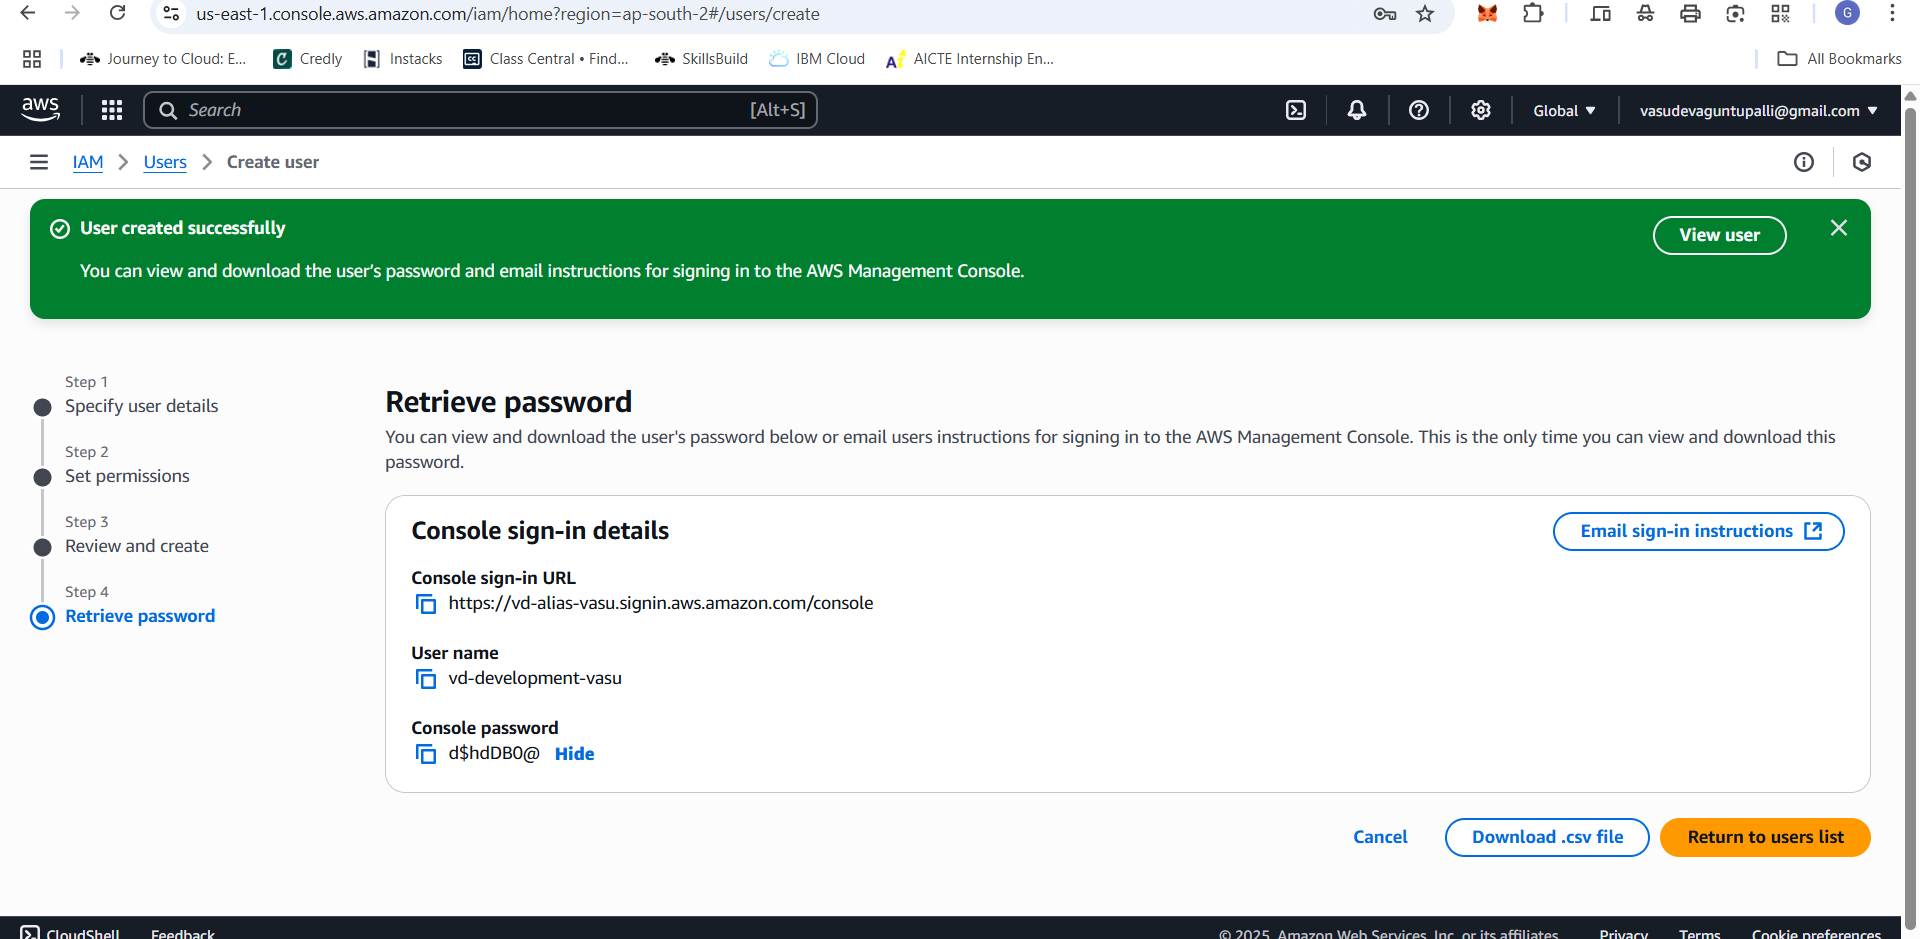 us-east-1.console.aws.amazon.com/iam/home?region=ap-south-2#/users/create
G
Journey to Cloud: E...
Credly
Instacks
Class Central • Find...
SkillsBuild
IBM Cloud
AICTE Internship En...
All Bookmarks
aws
Search
[Alt+S]
Global
vasudevaguntupalli@gmail.com
IAM
Users
Create user
User created successfully
You can view and download the user's password and email instructions for signing in to the AWS Management Console.
View user
Step 1
Specify user details
Step 2
Set permissions
Step 3
Review and create
Step 4
Retrieve password
Retrieve password
You can view and download the user's password below or email users instructions for signing in to the AWS Management Console. This is the only time you can view and download this
password.
Console sign-in details
Email sign-in instructions
Console sign-in URL
https://vd-alias-vasu.signin.aws.amazon.com/console
User name
vd-development-vasu
Console password
d$hdDB0@ Hide
Cancel
Download .csv file
Return to users list
CloudShell
Feedback
© 2025, Amazon Web Services, Inc. or its affiliates.
Privacy
Terms
Cookie preferences